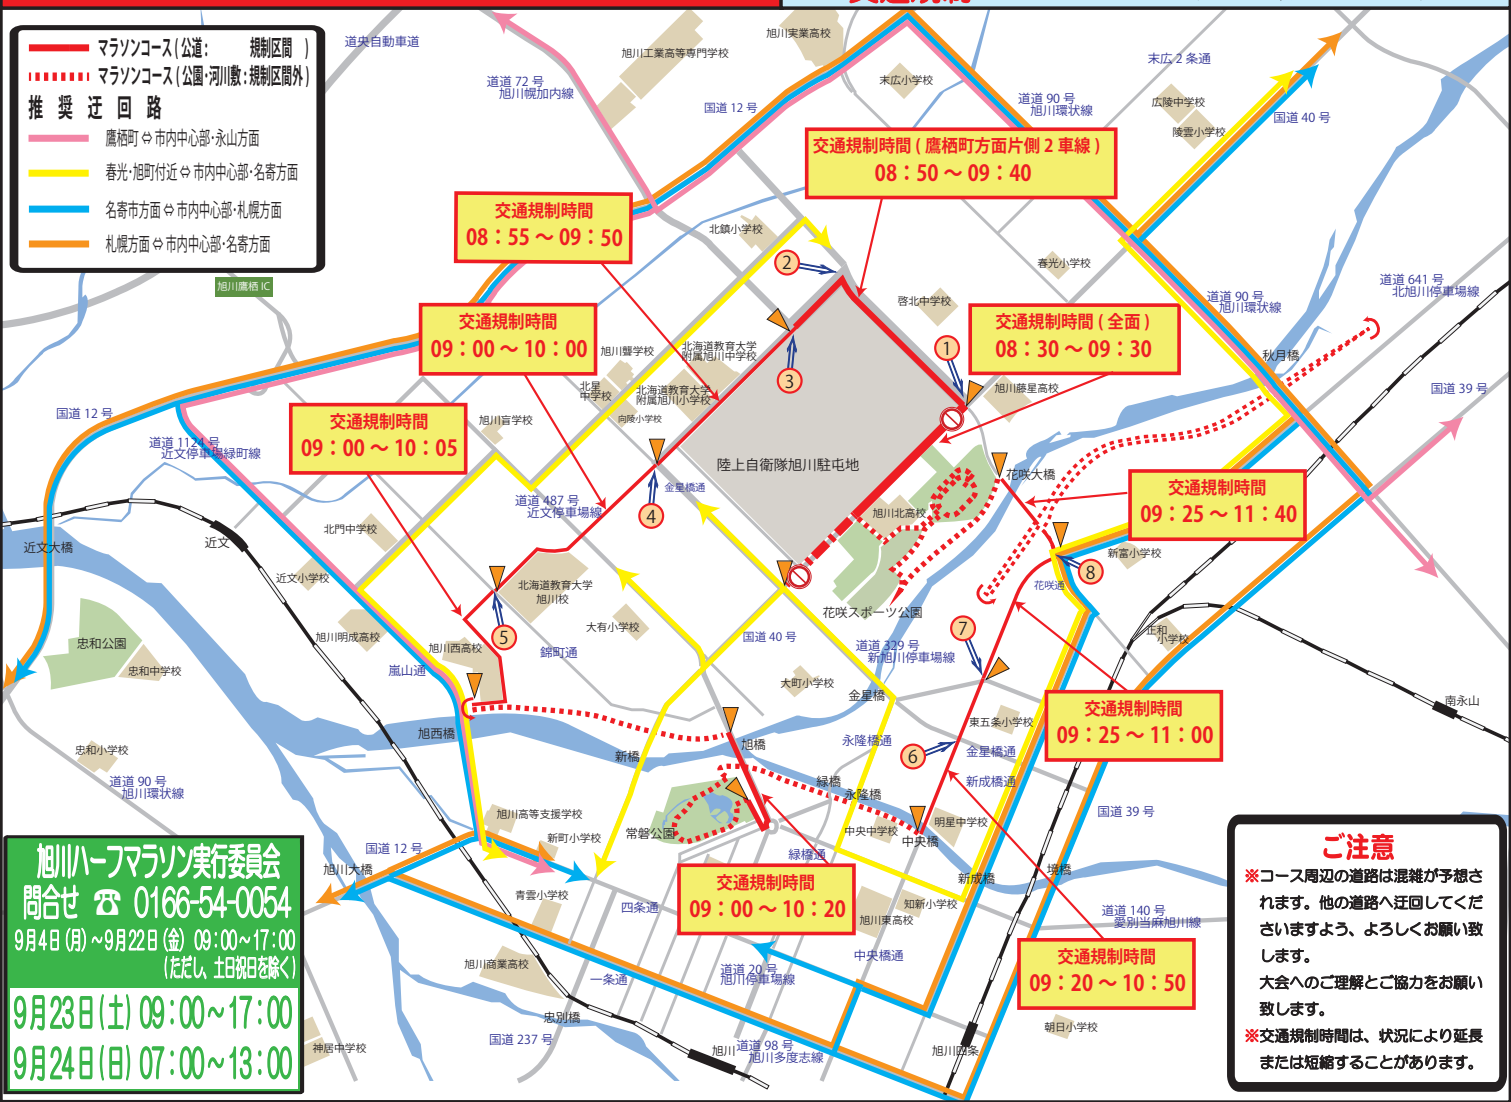 マラソンコース(公道: 規制区間 )
マラソンコース(公園・河川敷:規制区間外)
推 奨 迂 回 路
鷹栖町⇔市内中心部・永山方面
春光・旭町付近⇔市内中心部・名寄方面
名寄市方面⇔市内中心部・札幌方面
札幌方面⇔市内中心部・名寄方面
道央自動車道
旭川工業高等専門学校
旭川実業高校
道道 72 号
旭川幌加内線
国道 12 号
末広小学校
末広 2 条通
道道 90 号
旭川環状線
広陵中学校
陵雲小学校
国道 40 号
交通規制時間 ( 鷹栖町方面片側 2 車線 )
08:50 ~ 09:40
交通規制時間
08:55 ~ 09:50
北鎮小学校
春光小学校
旭川鷹栖 IC
2
道道 641 号
北旭川停車場線
道道 90 号
旭川環状線
啓北中学校
交通規制時間
09:00 ~ 10:00
交通規制時間 ( 全面 )
08:30 ~ 09:30
旭川聾学校
北海道教育大学
附属旭川中学校
1
秋月橋
3
北星
中学校
北海道教育大学
附属旭川小学校
向陵小学校
旭川藤星高校
国道 39 号
国道 12 号
道道 1124 号
近文停車場緑町線
交通規制時間
09:00 ~ 10:05
旭川盲学校
陸上自衛隊旭川駐屯地
花咲大橋
金星橋通
道道 487 号
近文停車場線
4
旭川北高校
交通規制時間
09:25 ~ 11:40
北門中学校
近文大橋
近文
新富小学校
8
近文小学校
北海道教育大学
旭川校
花咲通
花咲スポーツ公園
大有小学校
旭川明成高校
5
国道 40 号
7
正和
小学校
忠和公園
旭川西高校
錦町通
道道 329 号
新旭川停車場線
忠和中学校
嵐山通
大町小学校
金星橋
南永山
交通規制時間
09:25 ~ 11:00
東五条小学校
旭西橋
新橋
旭橋
永隆橋通
6
金星橋通
忠和小学校
道道 90 号
旭川環状線
緑橋
永隆橋
新成橋通
国道 39 号
旭川高等支援学校
新町小学校
常磐公園
中央中学校
明星中学校
中央橋
国道 12 号
旭川大橋
緑橋通
境橋
新成橋
交通規制時間
09:00 ~ 10:20
青雲小学校
四条通
知新小学校
旭川東高校
道道 140 号
愛別当麻旭川線
旭川商業高校
一条通
道道 20 号
旭川停車場線
中央橋通
交通規制時間
09:20 ~ 10:50
忠別橋
国道 237 号
旭川
道道 98 号
旭川多度志線
旭川四条
朝日小学校
神居中学校
旭川ハーフマラソン実行委員会
問合せ ☎ 0166-54-0054
9月4日(月)~9月22日(金) 09:00~17:00
(ただし、土日祝日を除く)
9月23日(土) 09:00~17:00
9月24日(日) 07:00~13:00
ご注意
※コース周辺の道路は混雑が予想さ
れます。他の道路へ迂回してくだ
さいますよう、よろしくお願い致
します。
大会へのご理解とご協力をお願い
致します。
※交通規制時間は、状況により延長
または短縮することがあります。